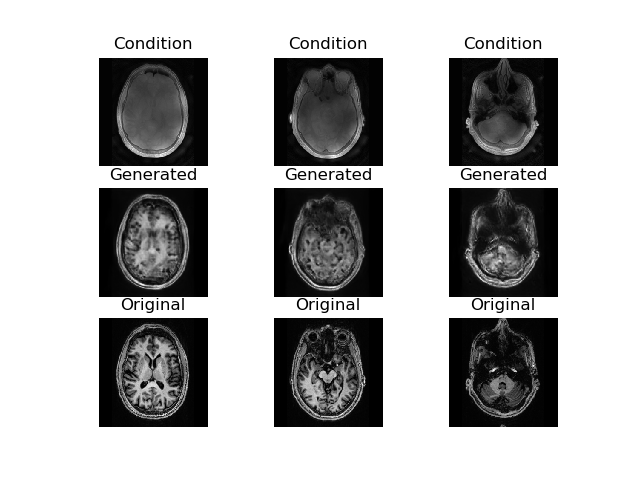 Condition Condition Condition
Generated Generated Generated
Original Original Original